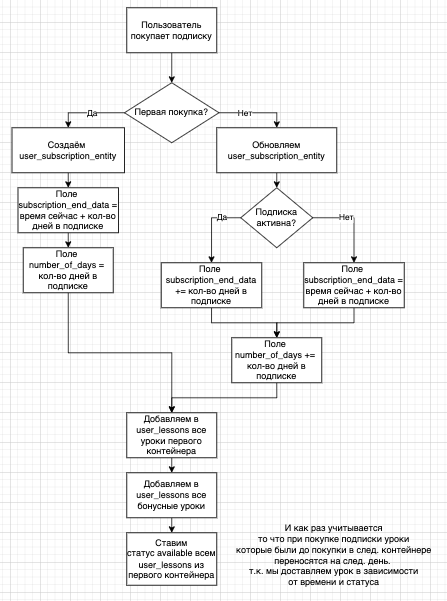 Пользователь
покупает подписку
Первая покупка?
Да
Нет
Создаём
user_subscription_entity
Обновляем
user_subscription_entity
Поле
subscription_end_data =
время сейчас + кол-во
дней в подписке
Подписка
активна?
Да
Нет
Поле
number_of_days =
кол-во дней в
подписке
Поле
subscription_end_data
+= кол-во дней в
подписке
Поле
subscription_end_data =
время сейчас + кол-во
дней в подписке
Поле
number_of_days +=
кол-во дней в
подписке
Добавляем в
user_lessons все
уроки первого
контейнера
Добавляем в
user_lessons все
бонусные уроки
Ставим
статус available всем
user_lessons из
первого контейнера
И как раз учитывается
то что при покупке подписки уроки
которые были до покупки в след. контейнере
переносятся на след. день.
т.к. мы доставляем урок в зависимости
от времени и статуса